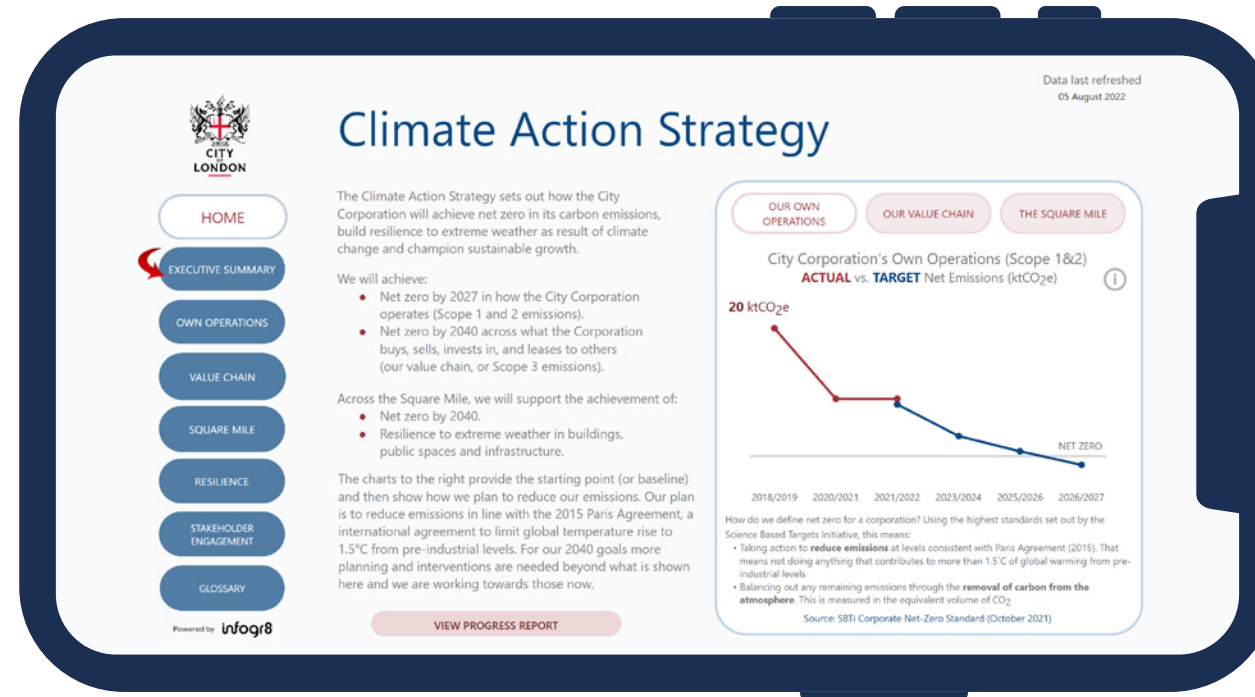 Data last refreshed
05 August 2022
CITY
OF
LONDON
Climate Action Strategy
HOME
EXECUTIVE SUMMARY
OWN OPERATIONS
VALUE CHAIN
SQUARE MILE
RESILIENCE
STAKEHOLDER
ENGAGEMENT
GLOSSARY
Powered by infogr8
The Climate Action Strategy sets out how the City
Corporation will achieve net zero in its carbon emissions,
build resilience to extreme weather as result of climate
change and champion sustainable growth.
We will achieve:
• Net zero by 2027 in how the City Corporation
operates (Scope 1 and 2 emissions).
• Net zero by 2040 across what the Corporation
buys, sells, invests in, and leases to others
(our value chain, or Scope 3 emissions).
Across the Square Mile, we will support the achievement of:
• Net zero by 2040.
• Resilience to extreme weather in buildings,
public spaces and infrastructure.
The charts to the right provide the starting point (or baseline)
and then show how we plan to reduce our emissions. Our plan
is to reduce emissions in line with the 2015 Paris Agreement, a
international agreement to limit global temperature rise to
1.5°C from pre-industrial levels. For our 2040 goals more
planning and interventions are needed beyond what is shown
here and we are working towards those now.
VIEW PROGRESS REPORT
OUR OWN
OPERATIONS
OUR VALUE CHAIN
THE SQUARE MILE
City Corporation's Own Operations (Scope 1&2)
ACTUAL vs. TARGET Net Emissions (ktCO₂e)
i
20 ktCO₂e
NET ZERO
2018/2019 2020/2021 2021/2022 2023/2024 2025/2026 2026/2027
How do we define net zero for a corporation? Using the highest standards set out by the
Science Based Targets Initiative, this means:
• Taking action to reduce emissions at levels consistent with Paris Agreement (2015). That
means not doing anything that contributes to more than 1.5°C of global warming from pre-
industrial levels
• Balancing out any remaining emissions through the removal of carbon from the
atmosphere. This is measured in the equivalent volume of CO₂
Source: SBTi Corporate Net-Zero Standard (October 2021)